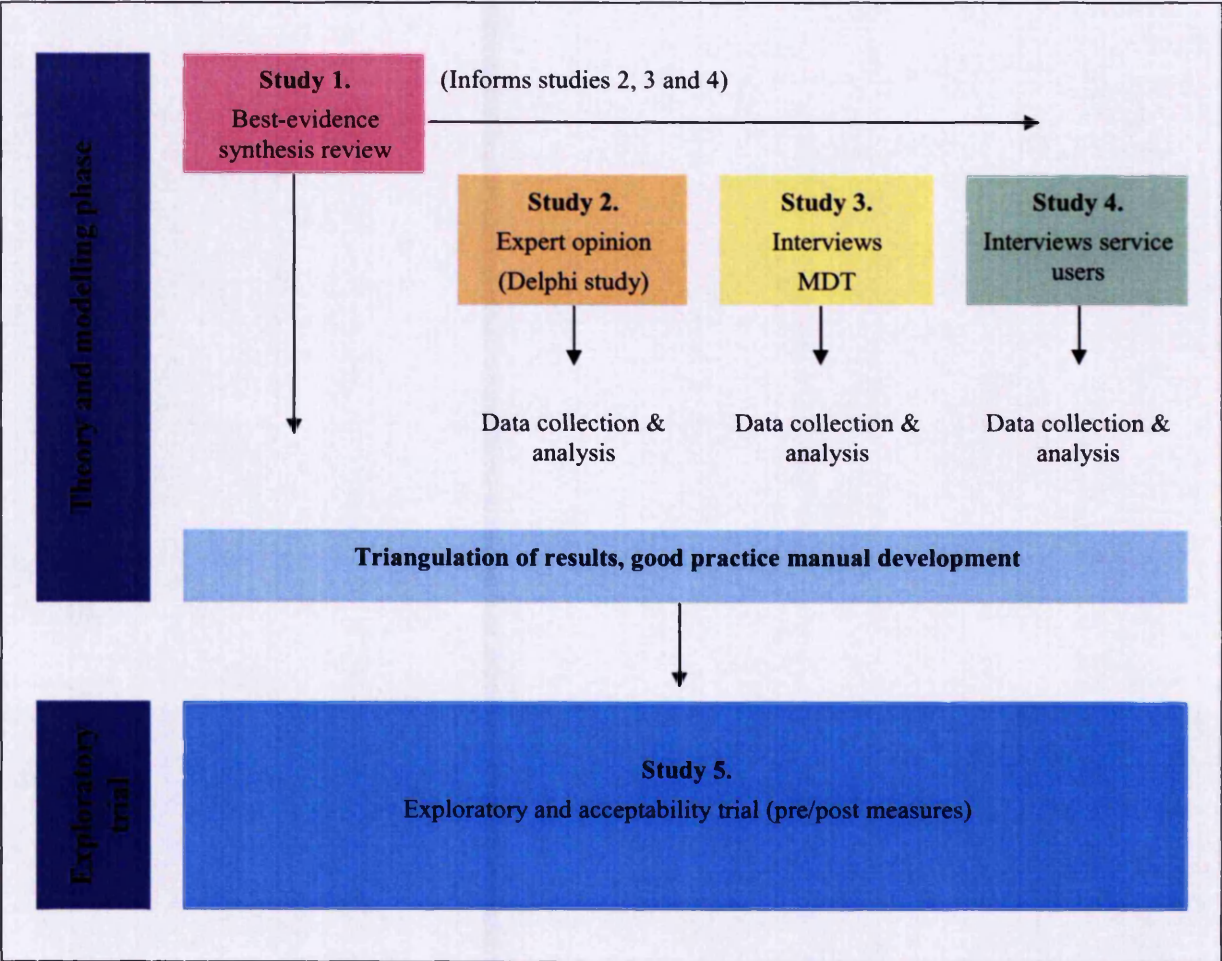 Theory and modelling phase
Study 1.
Best-evidence
synthesis review
(Informs studies 2, 3 and 4)
Study 2.
Expert opinion
(Delphi study)
Study 3.
Interviews
MDT
Study 4.
Interviews service
users
Data collection &
analysis
Data collection &
analysis
Data collection &
analysis
Triangulation of results, good practice manual development
Exploratory
trial
Study 5.
Exploratory and acceptability trial (pre/post measures)